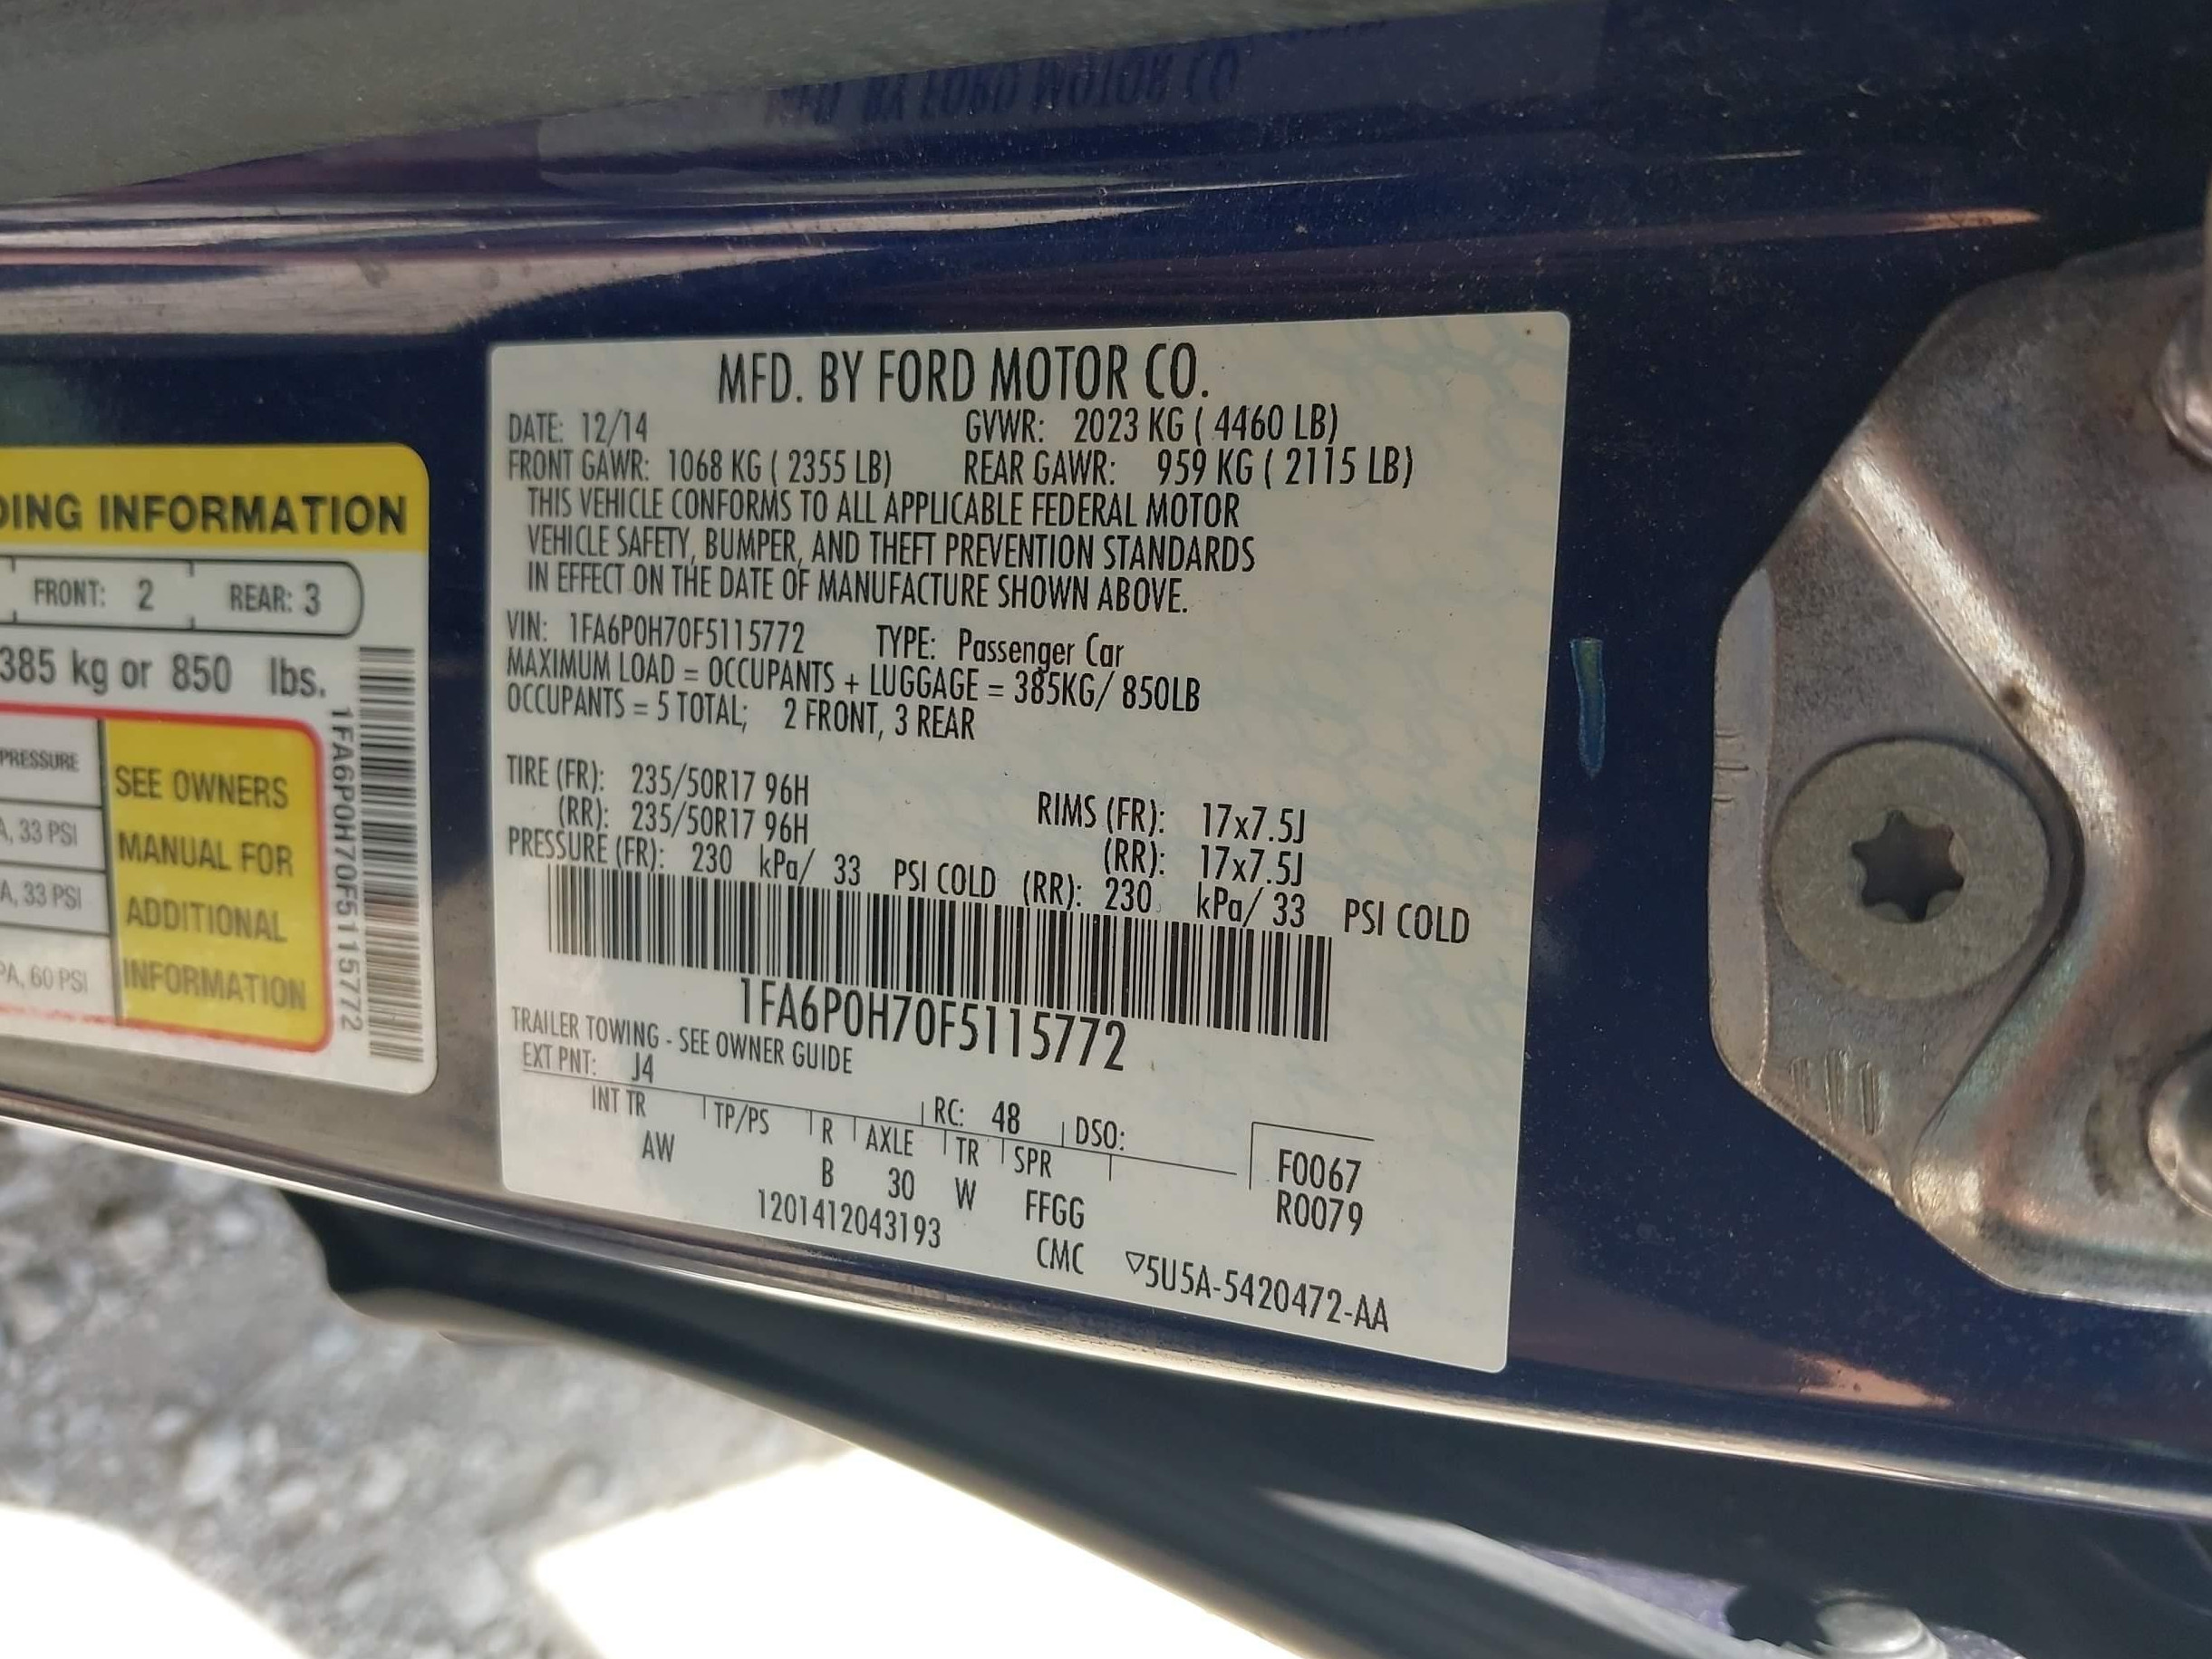 MFD. BY FORD MOTOR CO.
DATE: 12/14 GVWR: 2023 KG ( 4460 LB)
FRONT GAWR: 1068 KG ( 2355 LB) REAR GAWR: 959 KG ( 2115 LB)
THIS VEHICLE CONFORMS TO ALL APPLICABLE FEDERAL MOTOR
VEHICLE SAFETY, BUMPER, AND THEFT PREVENTION STANDARDS
IN EFFECT ON THE DATE OF MANUFACTURE SHOWN ABOVE.
VIN: 1FA6P0H70F5115772 TYPE: Passenger Car
MAXIMUM LOAD = OCCUPANTS + LUGGAGE = 385KG/ 850LB
OCCUPANTS = 5 TOTAL; 2 FRONT, 3 REAR
TIRE (FR): 235/50R17 96H RIMS (FR): 17x7.5J
(RR): 235/50R17 96H (RR): 17x7.5J
PRESSURE (FR): 230 kPa/ 33 PSI COLD (RR): 230 kPa/ 33 PSI COLD
1FA6P0H70F5115772
TRAILER TOWING - SEE OWNER GUIDE
EXT PNT: J4 RC: 48 DSO:
INT TR TP/PS R AXLE TR SPR
AW B 30 W FFGG
F0067
R0079
1201412043193 CMC ▽5U5A-5420472-AA
DING INFORMATION
FRONT: 2 REAR: 3
385 kg or 850 lbs.
PRESSURE
A, 33 PSI
A, 33 PSI
PA, 60 PSI
SEE OWNERS
MANUAL FOR
ADDITIONAL
INFORMATION
1FA6P0H70F5115772
MFD. BY FORD MOTOR CO.